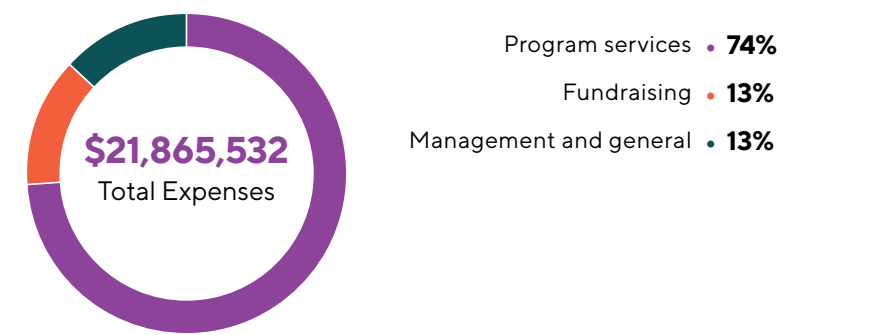 $21,865,532
Total Expenses
Program services • 74%
Fundraising • 13%
Management and general • 13%